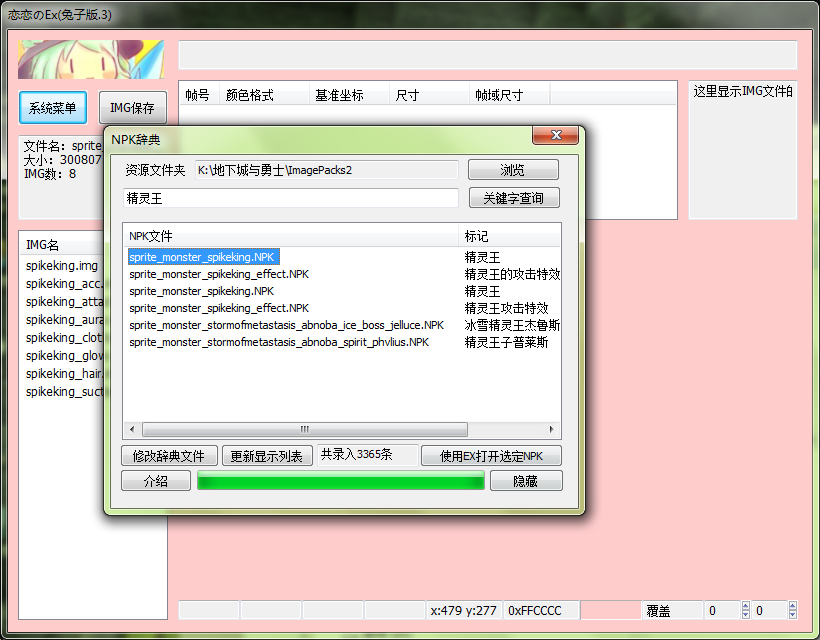 恋恋のEx(兔子版.3)
系统菜单
IMG保存
帧号 颜色格式 基准坐标 尺寸 帧域尺寸
这里显示IMG文件的
文件名：sprite_
大小：300807
IMG数：8
IMG名
spikeking.img
spikeking_acc.
spikeking_atta
spikeking_aura
spikeking_clot
spikeking_glov
spikeking_hair.
spikeking_suct
NPK辞典
资源文件夹 K:\地下城与勇士\ImagePacks2 浏览
精灵王 关键字查询
NPK文件 标记
sprite_monster_spikeking.NPK 精灵王
sprite_monster_spikeking_effect.NPK 精灵王的攻击特效
sprite_monster_spikeking.NPK 精灵王
sprite_monster_spikeking_effect.NPK 精灵王攻击特效
sprite_monster_stormofmetastasis_abnoba_ice_boss_jelluce.NPK 冰雪精灵王杰鲁斯
sprite_monster_stormofmetastasis_abnoba_spirit_phvlius.NPK 精灵王子普莱斯
修改辞典文件 更新显示列表 共录入3365条 使用EX打开选定NPK
介绍 隐藏
x:479 y:277 0xFFCCCC 覆盖 0 0